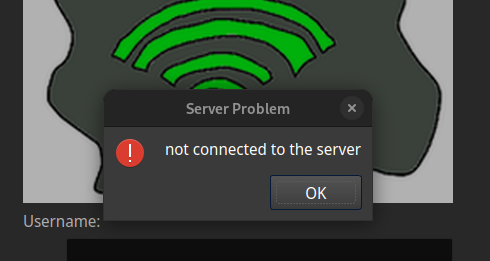 Server Problem
not connected to the server
OK
Username: